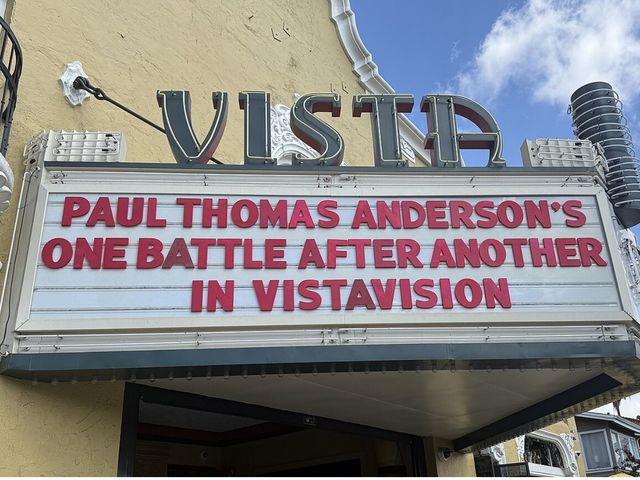 VISTA
PAUL THOMAS ANDERSON'S
ONE BATTLE AFTER ANOTHER
IN VISTAVISION